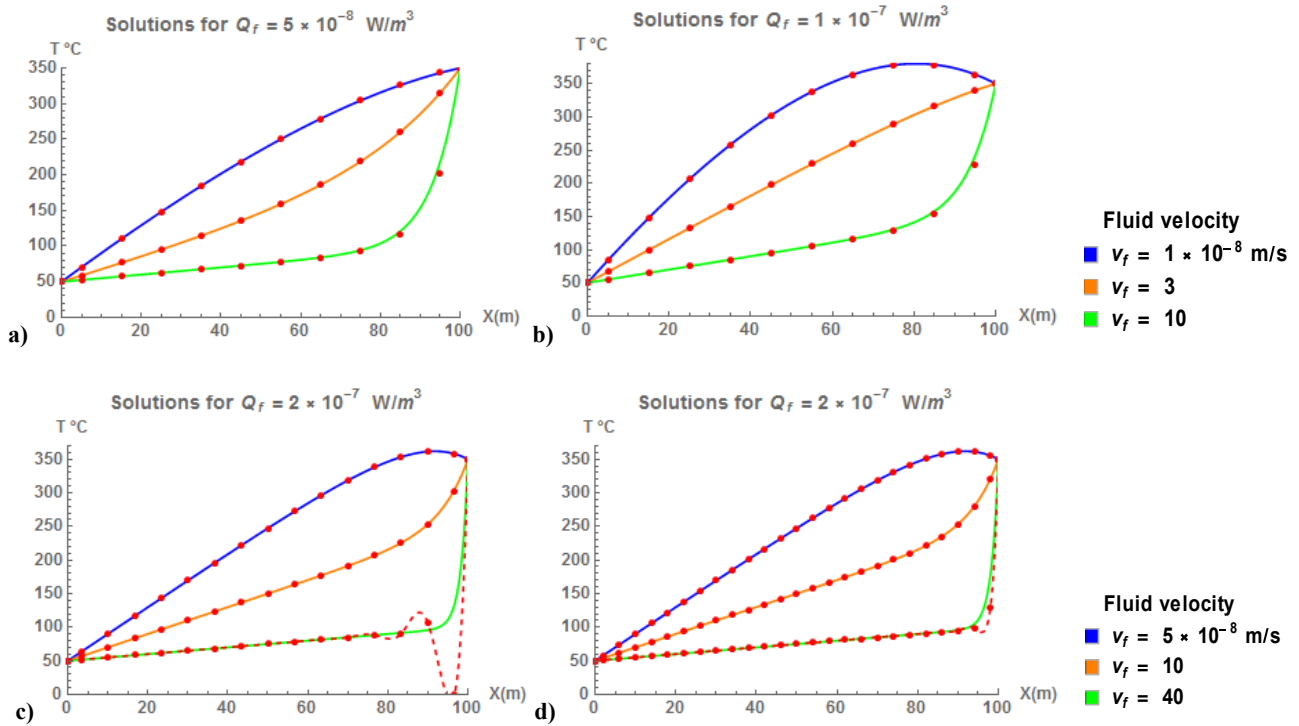 Solutions for Q_f = 5 × 10⁻⁸ W/m³
T °C
350
300
250
200
150
100
50
0
0 20 40 60 80 100 X(m)
a)
Solutions for Q_f = 1 × 10⁻⁷ W/m³
T °C
350
300
250
200
150
100
50
0
0 20 40 60 80 100 X(m)
b)
Fluid velocity
v_f = 1 × 10⁻⁸ m/s
v_f = 3
v_f = 10
Solutions for Q_f = 2 × 10⁻⁷ W/m³
T °C
350
300
250
200
150
100
50
0
0 20 40 60 80 100 X(m)
c)
Solutions for Q_f = 2 × 10⁻⁷ W/m³
T °C
350
300
250
200
150
100
50
0
0 20 40 60 80 100 X(m)
d)
Fluid velocity
v_f = 5 × 10⁻⁸ m/s
v_f = 10
v_f = 40